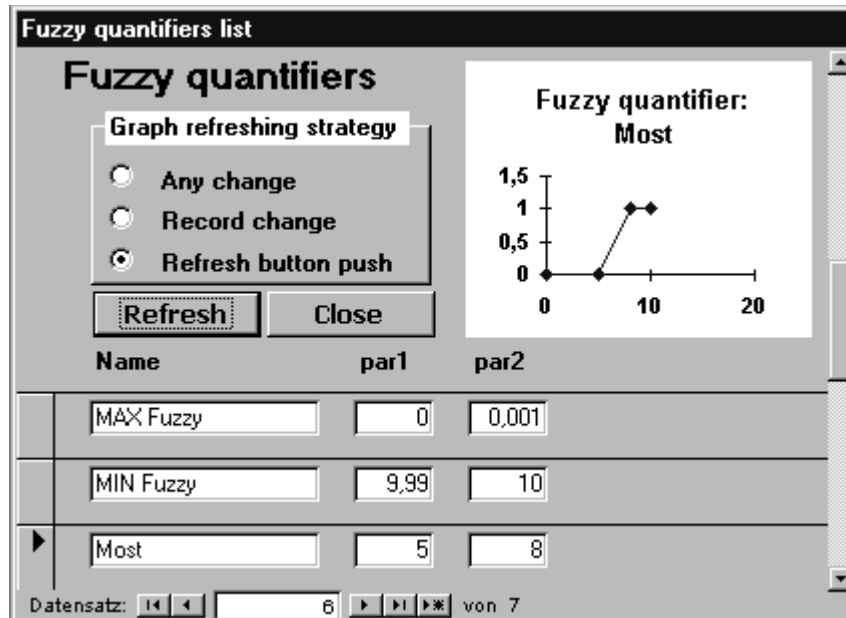 Fuzzy quantifiers list
Fuzzy quantifiers
Graph refreshing strategy
Any change
Record change
Refresh button push
Refresh
Close
Fuzzy quantifier:
Most
1,5
1
0,5
0
0 10 20
Name par1 par2
MAX Fuzzy 0 0,001
MIN Fuzzy 9,99 10
Most 5 8
Datensatz: 6 von 7